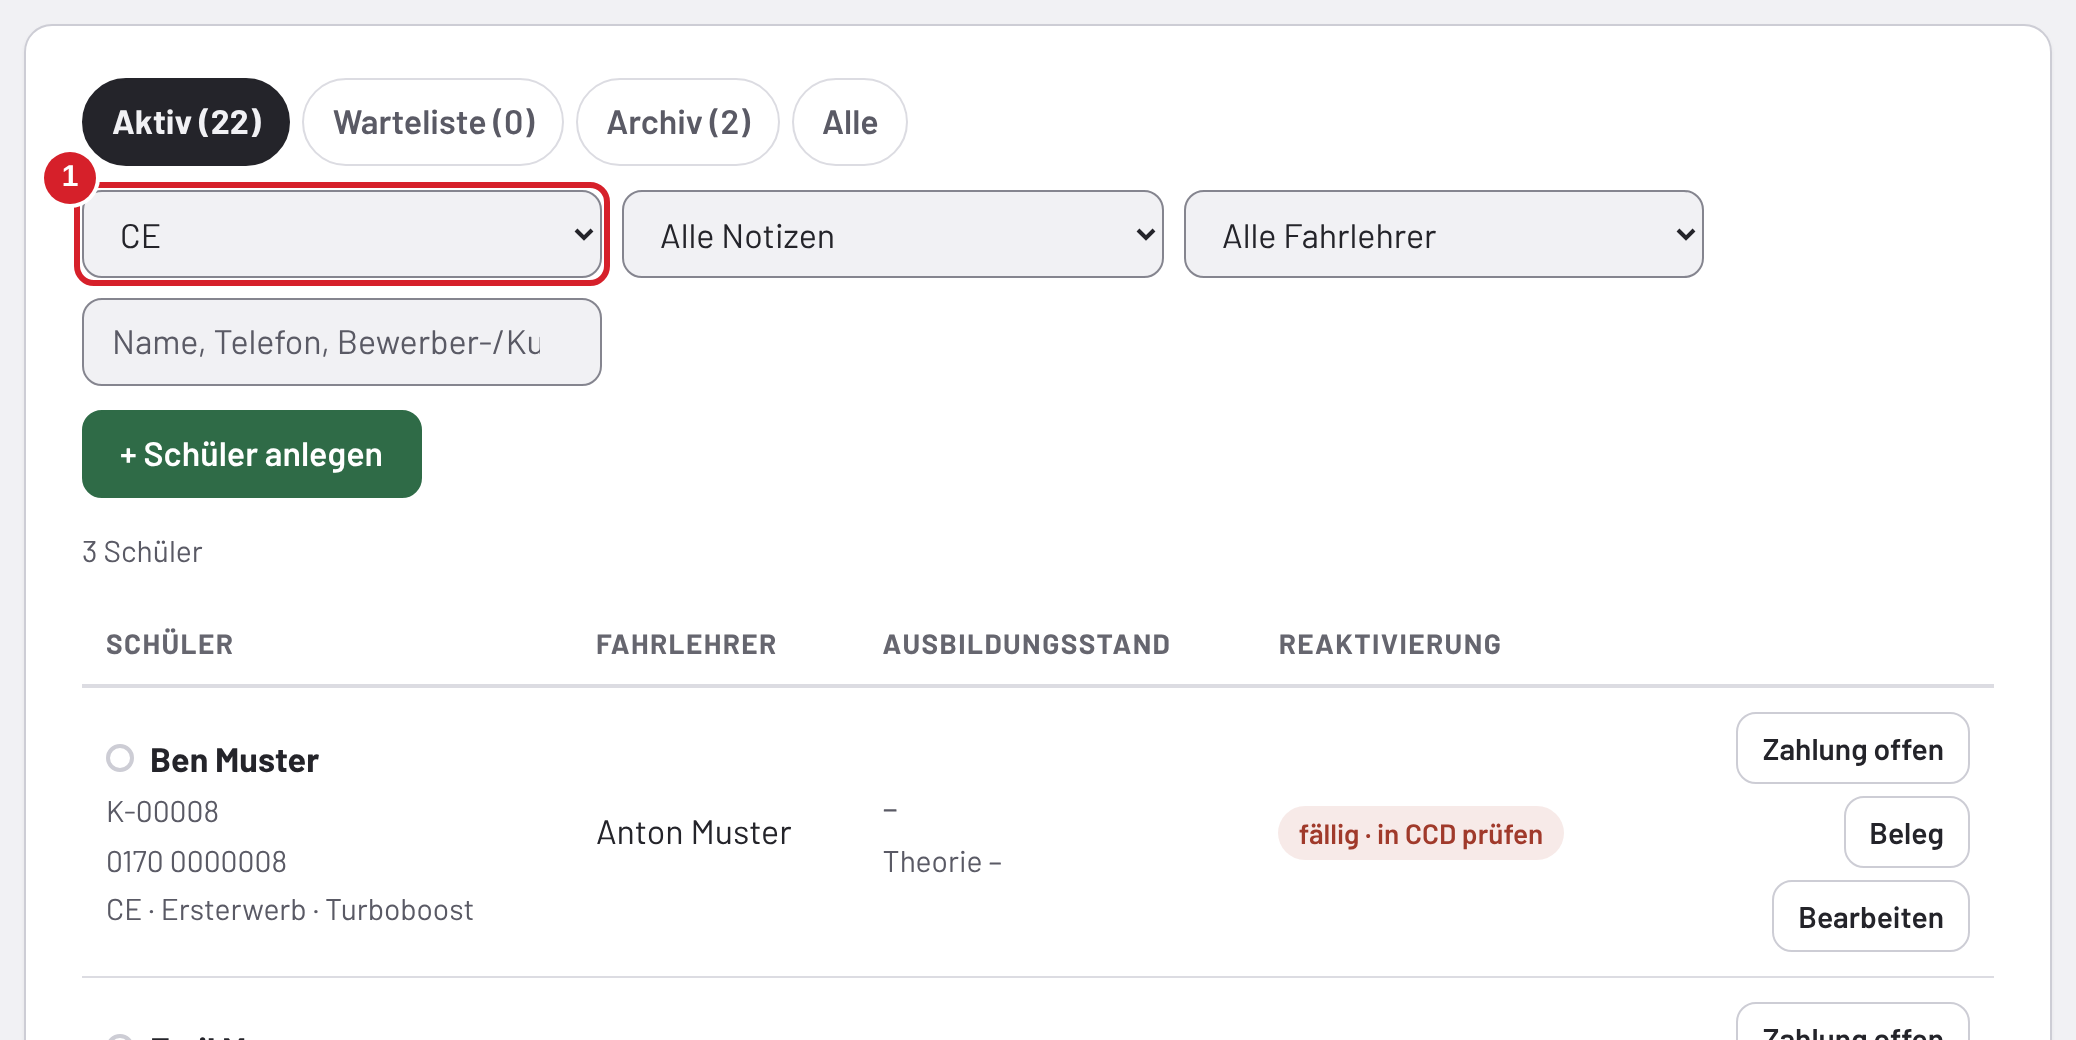 Aktiv (22) Warteliste (0) Archiv (2) Alle
1
CE Alle Notizen Alle Fahrlehrer
Name, Telefon, Bewerber-/Ku
+ Schüler anlegen
3 Schüler
SCHÜLER FAHRLEHRER AUSBILDUNGSSTAND REAKTIVIERUNG
Ben Muster
K-00008
0170 0000008
CE · Ersterwerb · Turboboost
Anton Muster
–
Theorie –
fällig · in CCD prüfen
Zahlung offen
Beleg
Bearbeiten
Zahlung offen